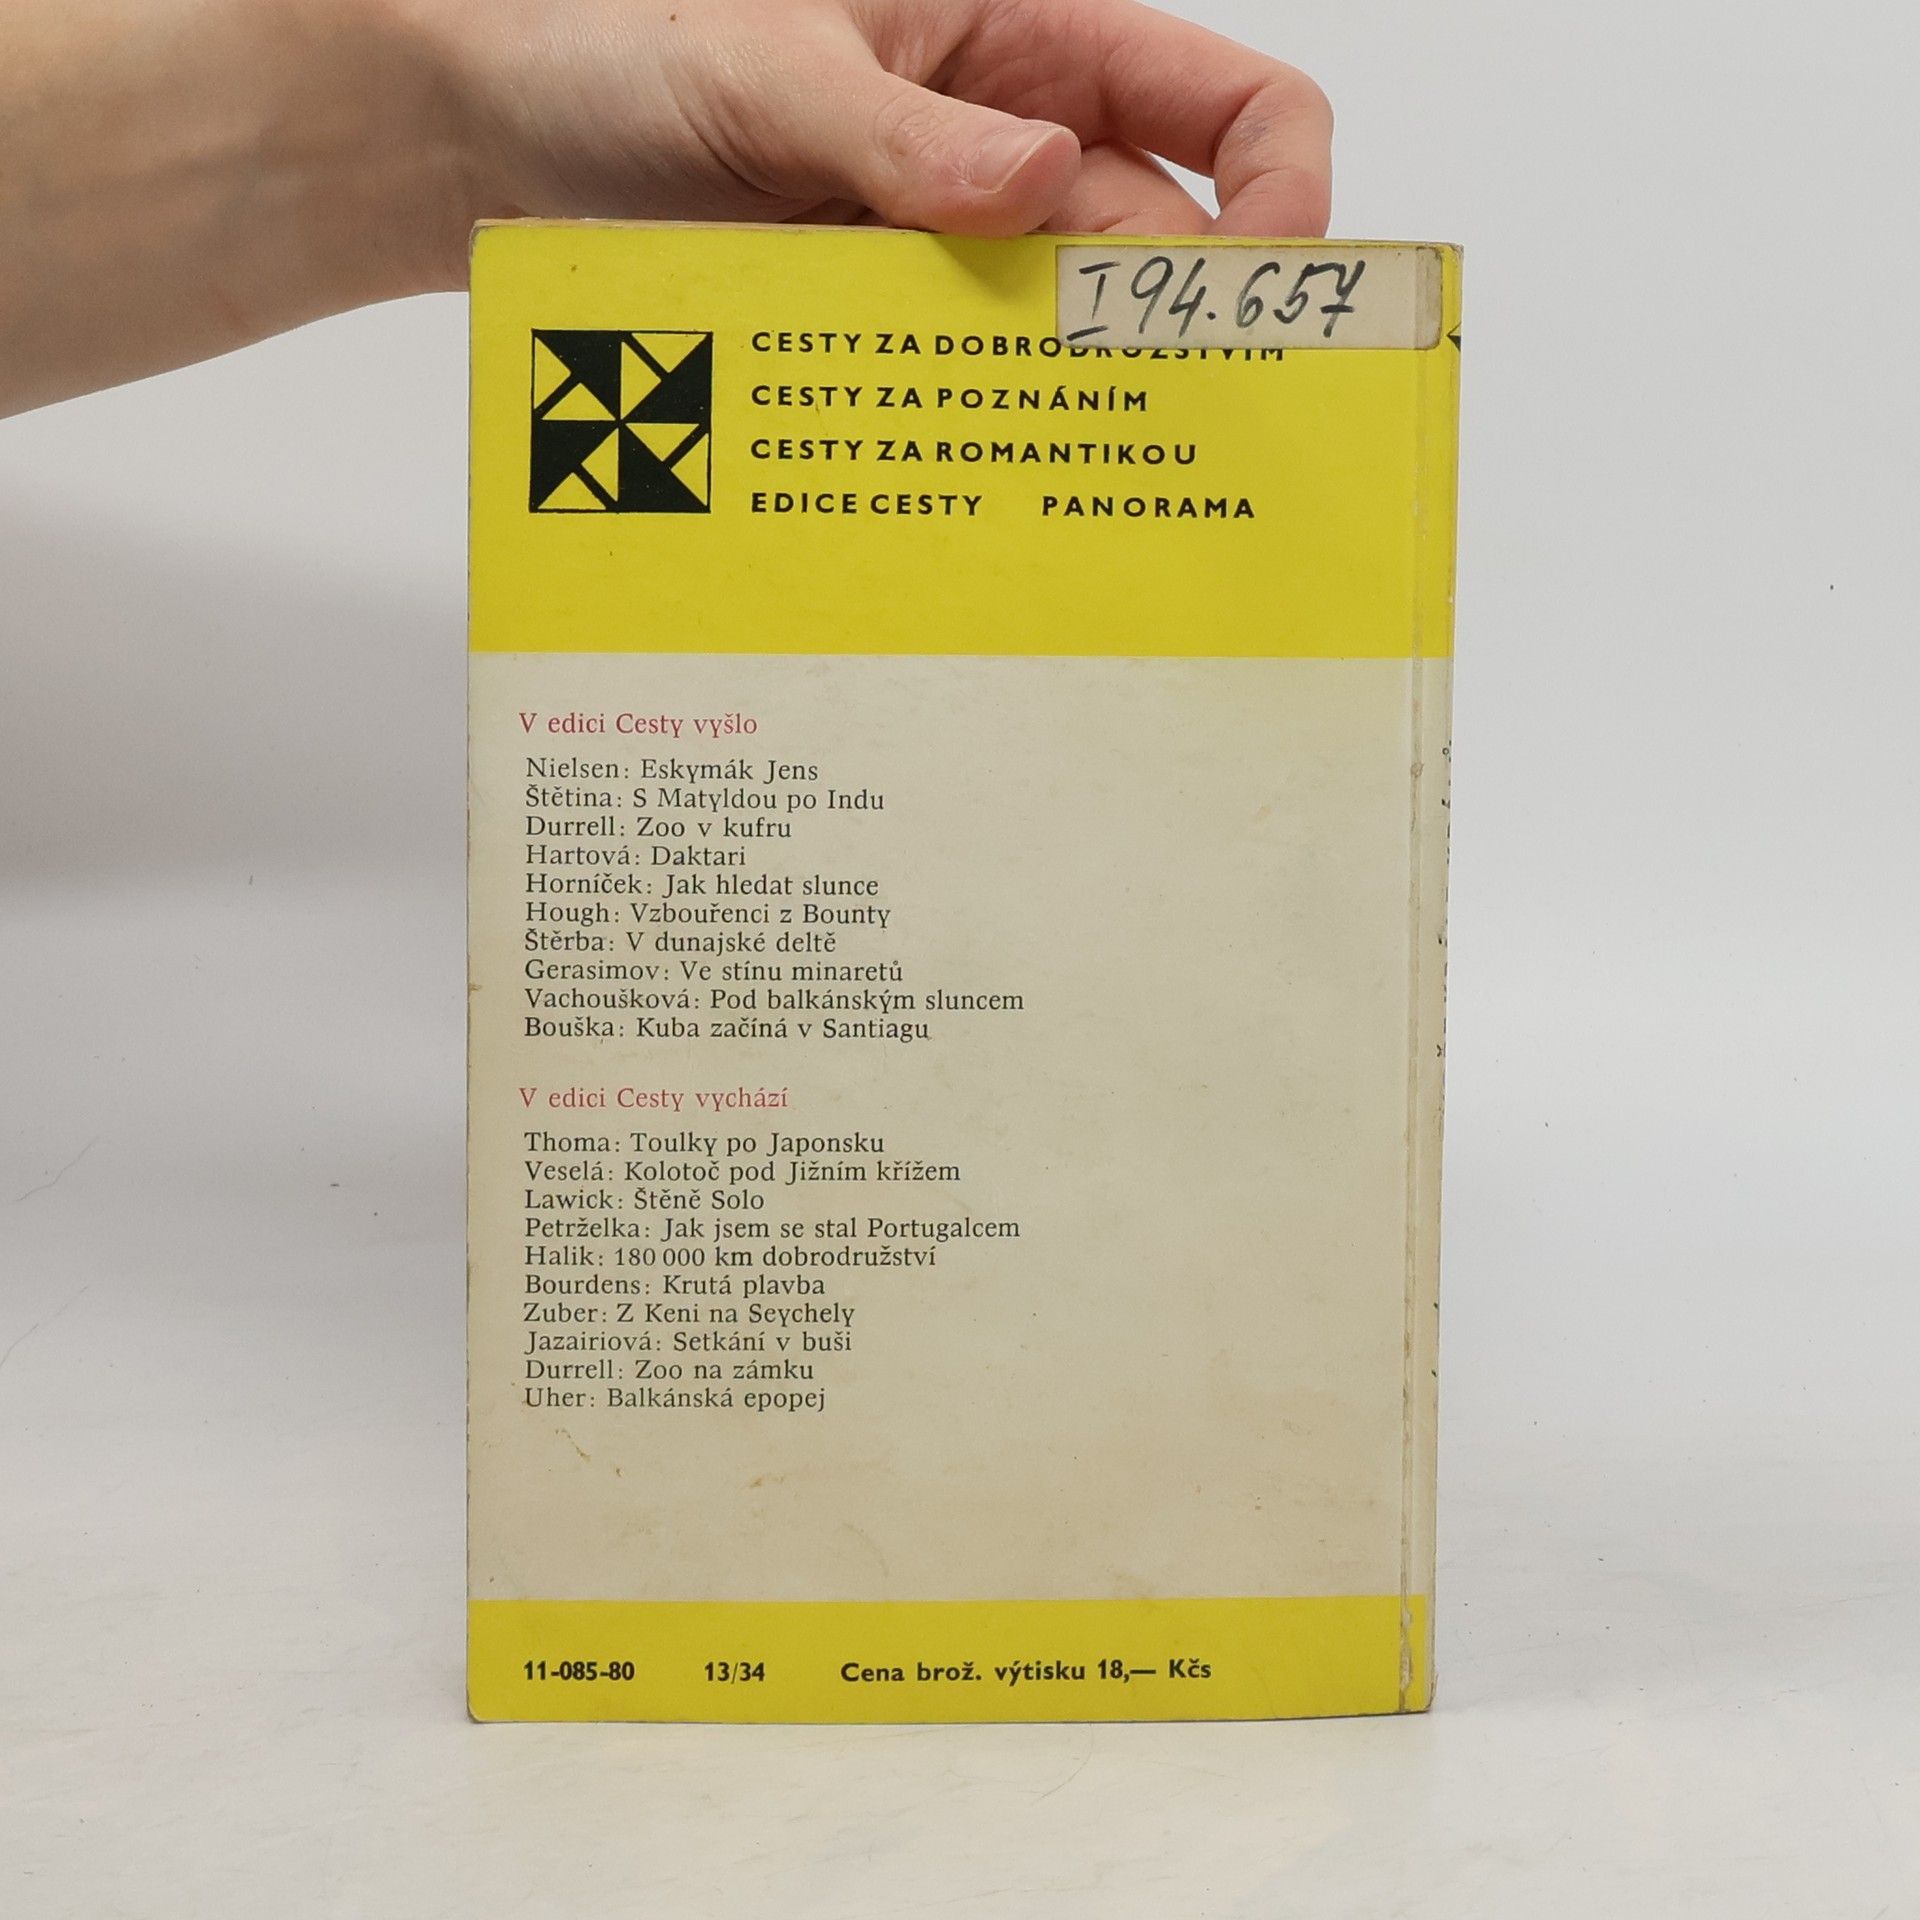 I 94.657
CESTY ZA DOBRODRUŽSTVÍM
CESTY ZA POZNÁNÍM
CESTY ZA ROMANTIKOU
EDICE CESTY PANORAMA
V edici Cesty vyšlo
Nielsen: Eskymák Jens
Štětina: S Matyldou po Indu
Durrell: Zoo v kufru
Hartová: Daktari
Horníček: Jak hledat slunce
Hough: Vzbouřenci z Bounty
Štěrba: V dunajské deltě
Gerasimov: Ve stínu minaretů
Vachoušková: Pod balkánským sluncem
Bouška: Kuba začíná v Santiagu
V edici Cesty vychází
Thoma: Toulky po Japonsku
Veselá: Kolotoč pod Jižním křížem
Lawick: Štěně Solo
Petrželka: Jak jsem se stal Portugalcem
Halik: 180 000 km dobrodružství
Bourdens: Krutá plavba
Zuber: Z Keni na Seychely
Jazairiová: Setkání v buši
Durrell: Zoo na zámku
Uher: Balkánská epopej
11-085-80 13/34 Cena brož. výtisku 18,— Kčs